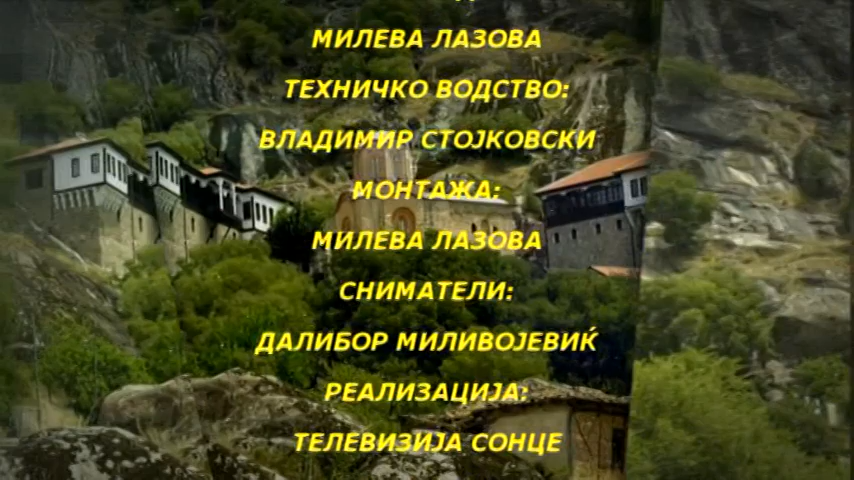 МИЛЕВА ЛАЗОВА
ТЕХНИЧКО ВОДСТВО:
ВЛАДИМИР СТОЈКОВСКИ
МОНТАЖА:
МИЛЕВА ЛАЗОВА
СНИМАТЕЛИ:
ДАЛИБОР МИЛИВОЈЕВИЌ
РЕАЛИЗАЦИЈА:
ТЕЛЕВИЗИЈА СОНЦЕ